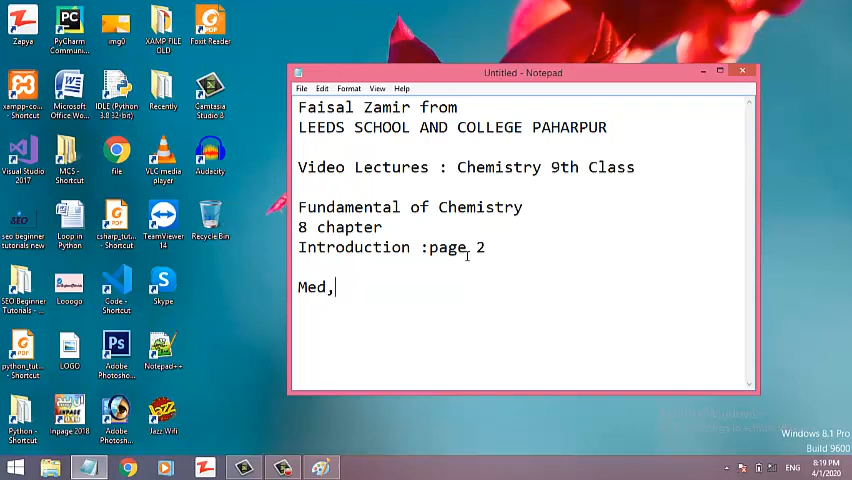 Zapya
PyCharm
Communi...
img0
XAMP FILE
OLD
Foxit Reader
xampp-co...
- Shortcut
Microsoft
Office Wo...
IDLE (Python
3.8 32-bit)
Recently
Camtasia
Studio 8
Visual Studio
2017
MCS -
Shortcut
file
VLC media
player
Audacity
SEO
seo beginner
tutorials new
Loop in
Python
csharp_tut...
- Shortcut
TeamViewer
14
Recycle Bin
SEO Beginner
Tutorials - ...
Looogo
Code -
Shortcut
Skype
python_tut...
- Shortcut
LOGO
Ps
Adobe
Photosho...
Notepad++
Python -
Shortcut
Inpage 2018
Adobe
Photosh...
Jazz Wifi
Untitled - Notepad
File Edit Format View Help
Faisal Zamir from
LEEDS SCHOOL AND COLLEGE PAHARPUR
Video Lectures : Chemistry 9th Class
Fundamental of Chemistry
8 chapter
Introduction :page 2
Med,
Windows 8.1 Pro
Build 9600
ENG
8:19 PM
4/1/2020